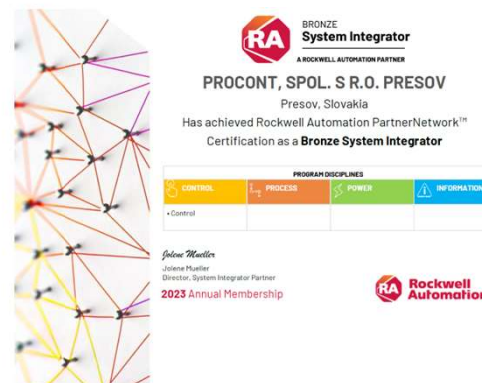 BRONZE
RA System Integrator
A ROCKWELL AUTOMATION PARTNER
PROCONT, SPOL. S R.O. PRESOV
Presov, Slovakia
Has achieved Rockwell Automation PartnerNetwork™
Certification as a Bronze System Integrator
PROGRAM DISCIPLINES
CONTROL PROCESS POWER INFORMATION
• Control
Jolene Mueller
Jolene Mueller
Director, System Integrator Partner
2023 Annual Membership
RA Rockwell
Automation